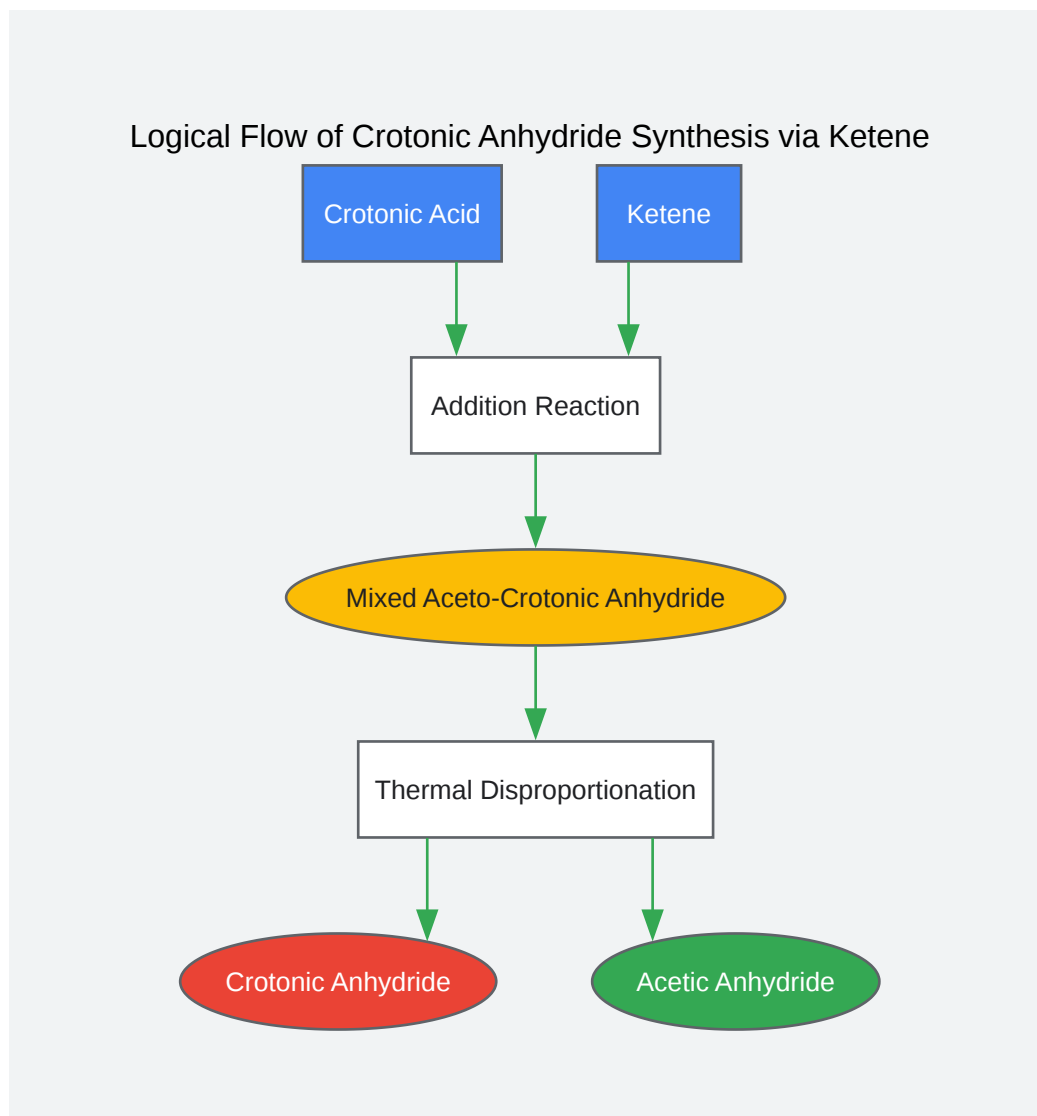 Logical Flow of Crotonic Anhydride Synthesis via Ketene
Crotonic Acid
Ketene
Addition Reaction
Mixed Aceto-Crotonic Anhydride
Thermal Disproportionation
Crotonic Anhydride
Acetic Anhydride